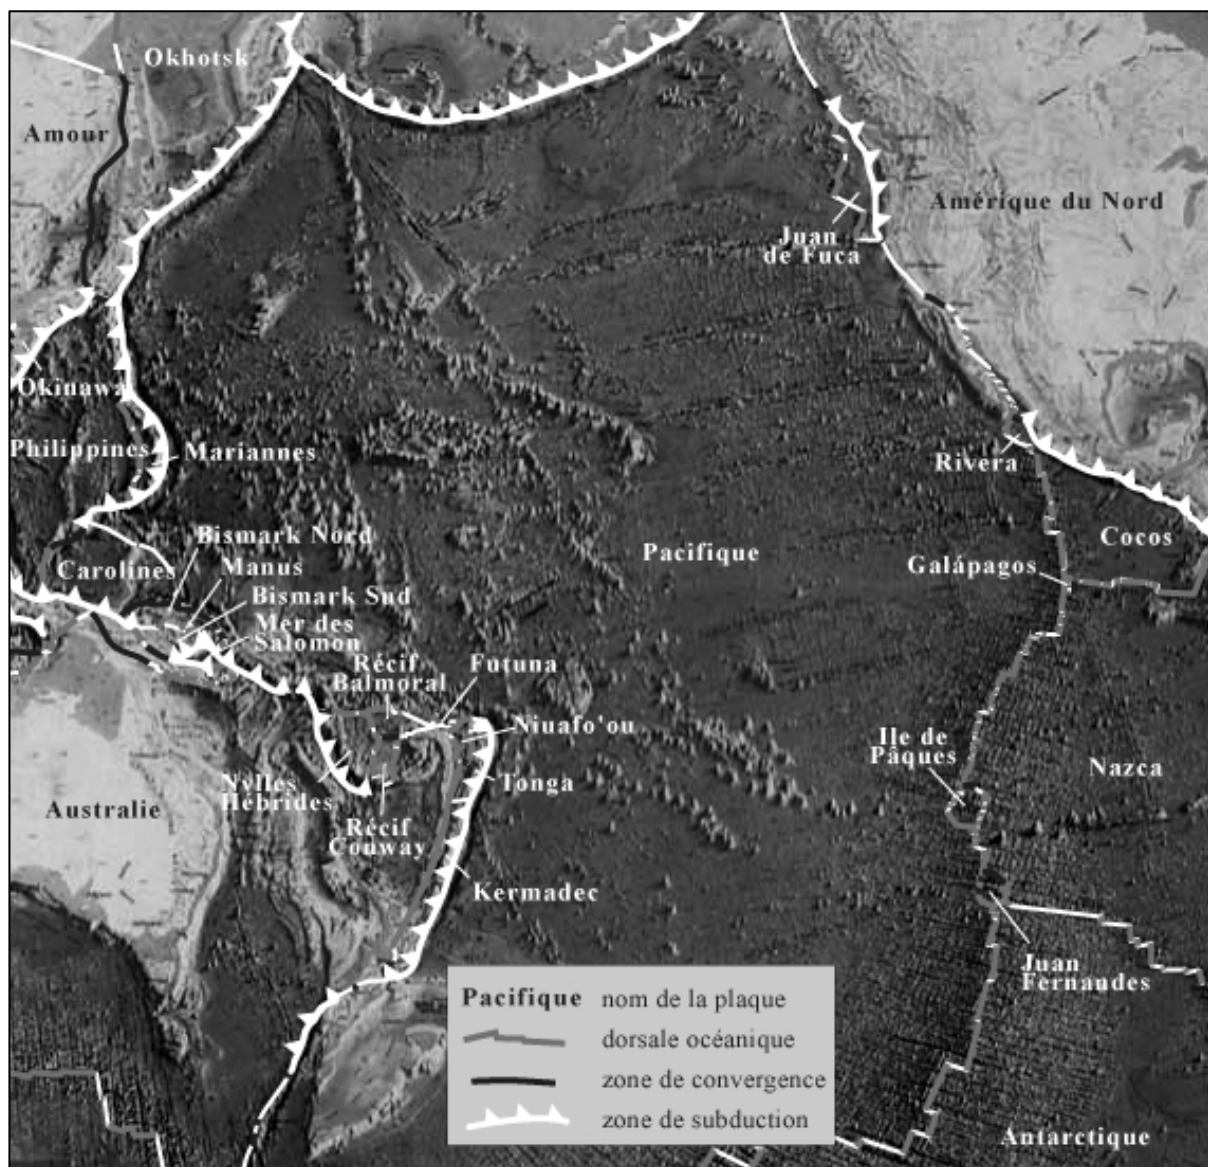 Okhotsk
Amour
Amérique du Nord
Juan
de Fuca
Okinawa
Philippines
Mariannes
Rivera
Bismark Nord
Carolines
Manus
Bismark Sud
Mer des
Salomon
Pacifique
Cocos
Galápagos
Récif
Balmoral
Futuna
Niuafo'ou
Ile de
Pâques
Nazca
Tonga
Nvlles
Hébrides
Australie
Récif
Conway
Kermadec
Juan
Fernandes
Pacifique nom de la plaque
dorsale océanique
zone de convergence
zone de subduction
Antarctique